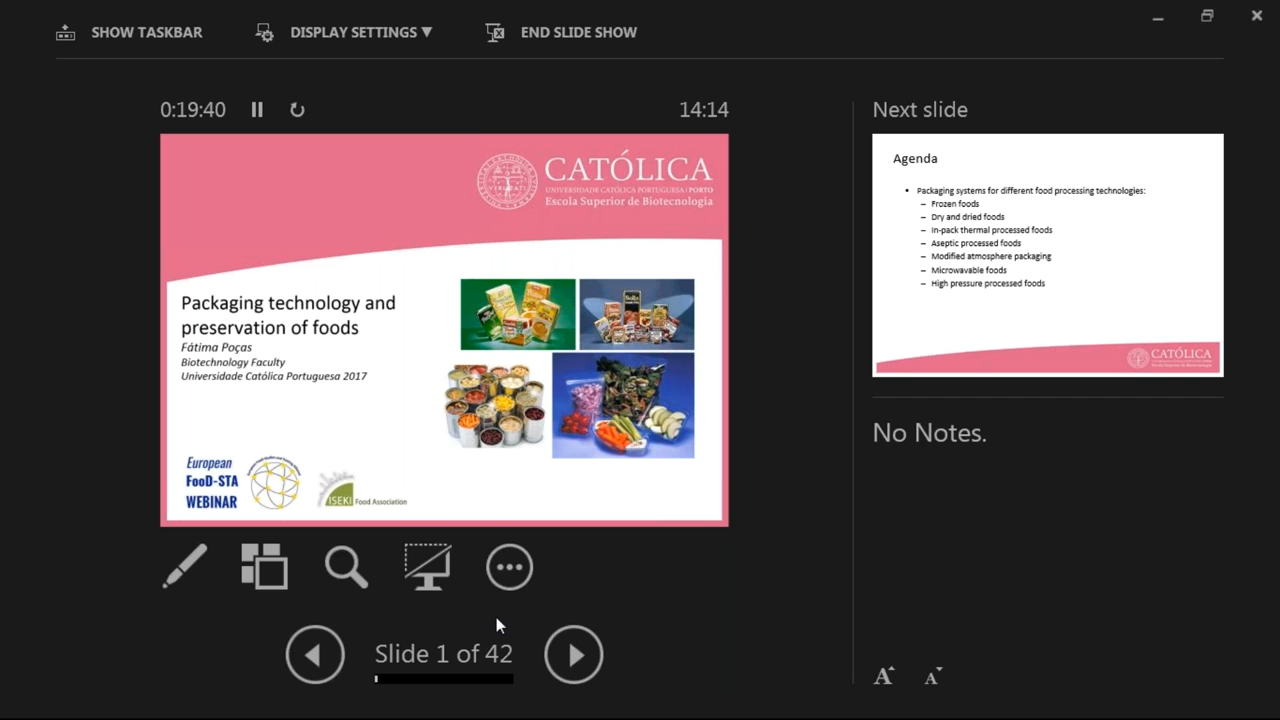 SHOW TASKBAR
DISPLAY SETTINGS ▼
END SLIDE SHOW
0:19:40
14:14
CATÓLICA
UNIVERSIDADE CATÓLICA PORTUGUESA | PORTO
Escola Superior de Biotecnologia
Packaging technology and
preservation of foods
Fátima Poças
Biotechnology Faculty
Universidade Católica Portuguesa 2017
European
FooD-STA
WEBINAR
ISEKI Food Association
Slide 1 of 42
Next slide
Agenda
• Packaging systems for different food processing technologies:
– Frozen foods
– Dry and dried foods
– In-pack thermal processed foods
– Aseptic processed foods
– Modified atmosphere packaging
– Microwavable foods
– High pressure processed foods
CATÓLICA
No Notes.
A A